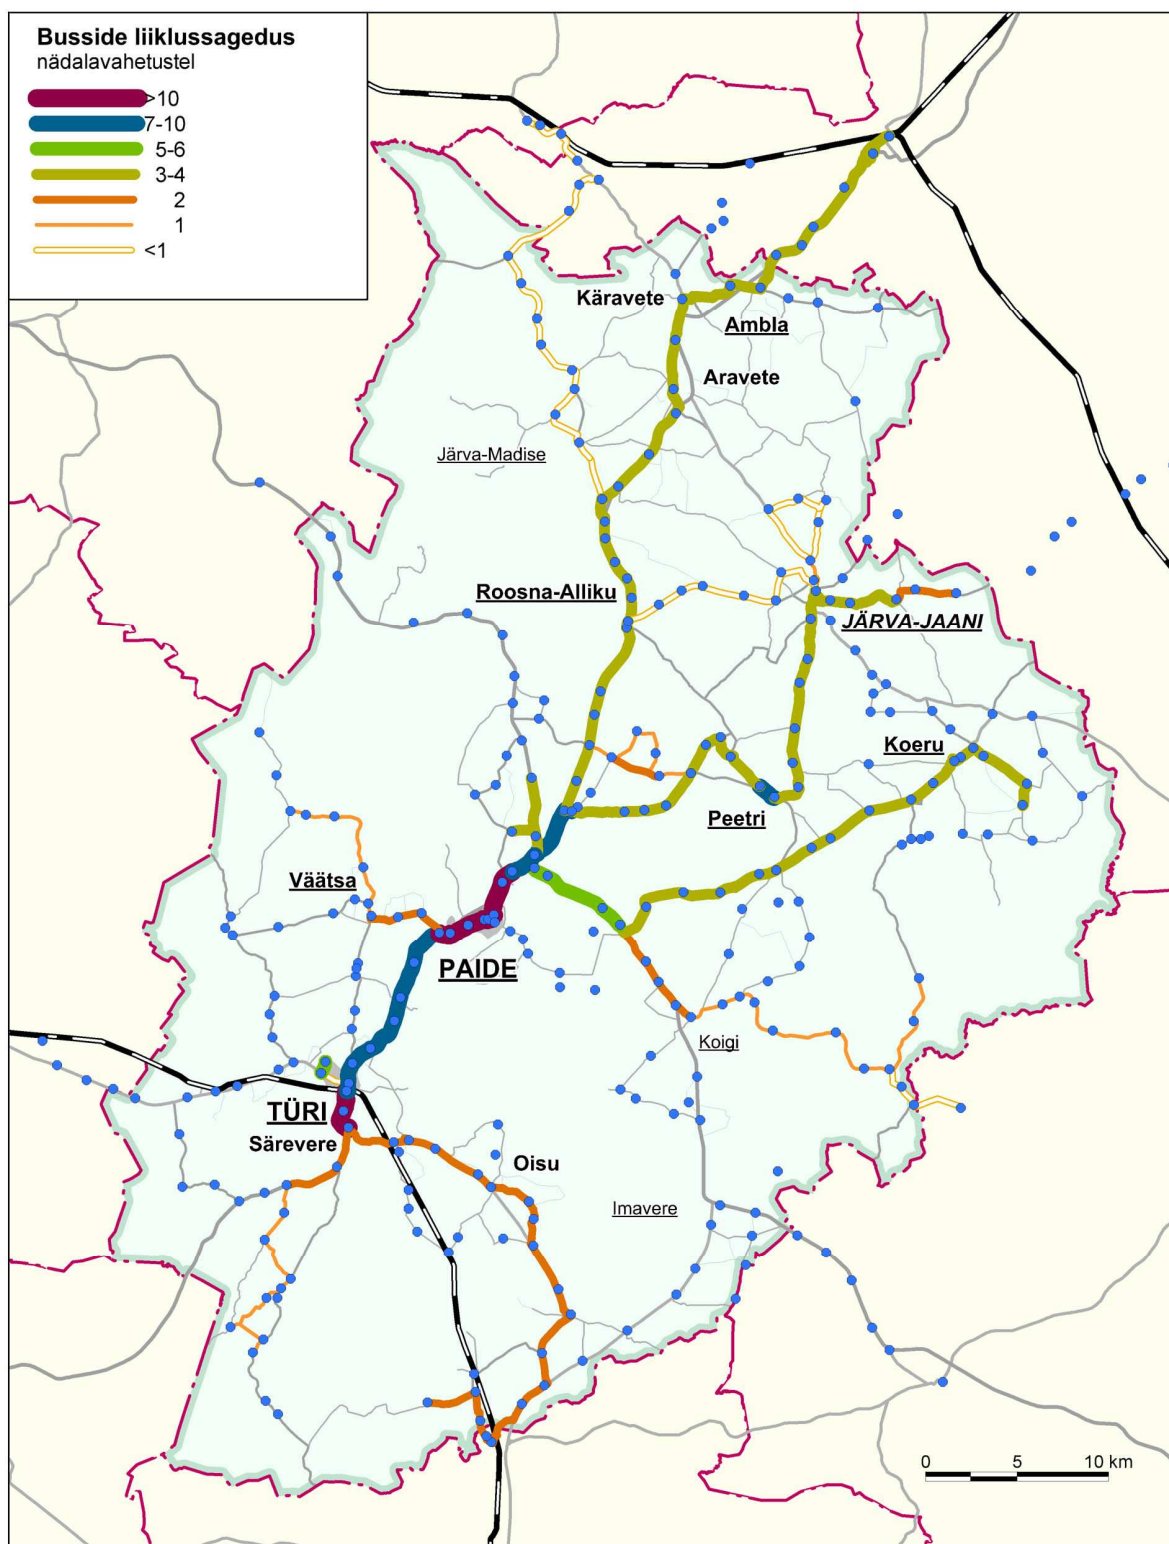 Busside liiklussagedus
nädalavahetustel
>10
7-10
5-6
3-4
2
1
<1
Käravete
Ambla
Aravete
Järva-Madise
Roosna-Alliku
JÄRVA-JAANI
Koeru
Peetri
Väätsa
PAIDE
Koigi
TÜRI
Särevere
Oisu
Imavere
0 5 10 km